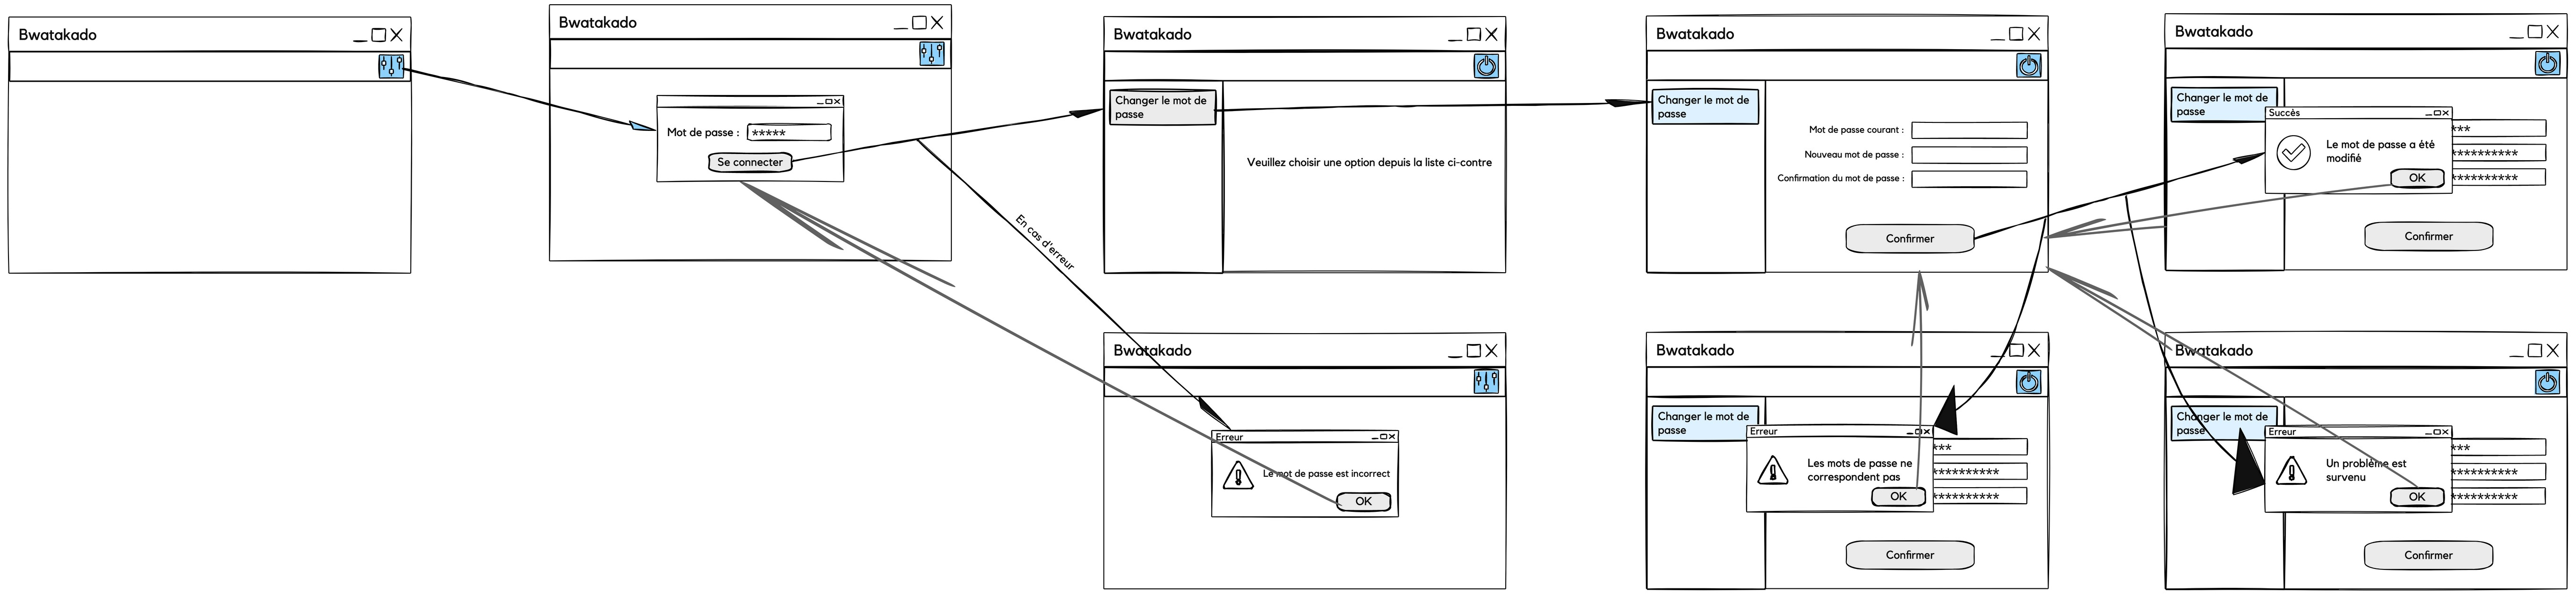 Bwatakado
Bwatakado
Mot de passe :
*****
Se connecter
Bwatakado
Changer le mot de
passe
Veuillez choisir une option depuis la liste ci-contre
Bwatakado
Changer le mot de
passe
Mot de passe courant :
Nouveau mot de passe :
Confirmation du mot de passe :
Confirmer
Bwatakado
Changer le mot de
passe
Succès
Le mot de passe a été
modifié
OK
***
**********
**********
Confirmer
En cas d'erreur
Bwatakado
Erreur
Le mot de passe est incorrect
OK
Bwatakado
Changer le mot de
passe
Erreur
Les mots de passe ne
correspondent pas
OK
***
**********
**********
Confirmer
Bwatakado
Changer le mot de
passe
Erreur
Un problème est
survenu
OK
***
**********
**********
Confirmer